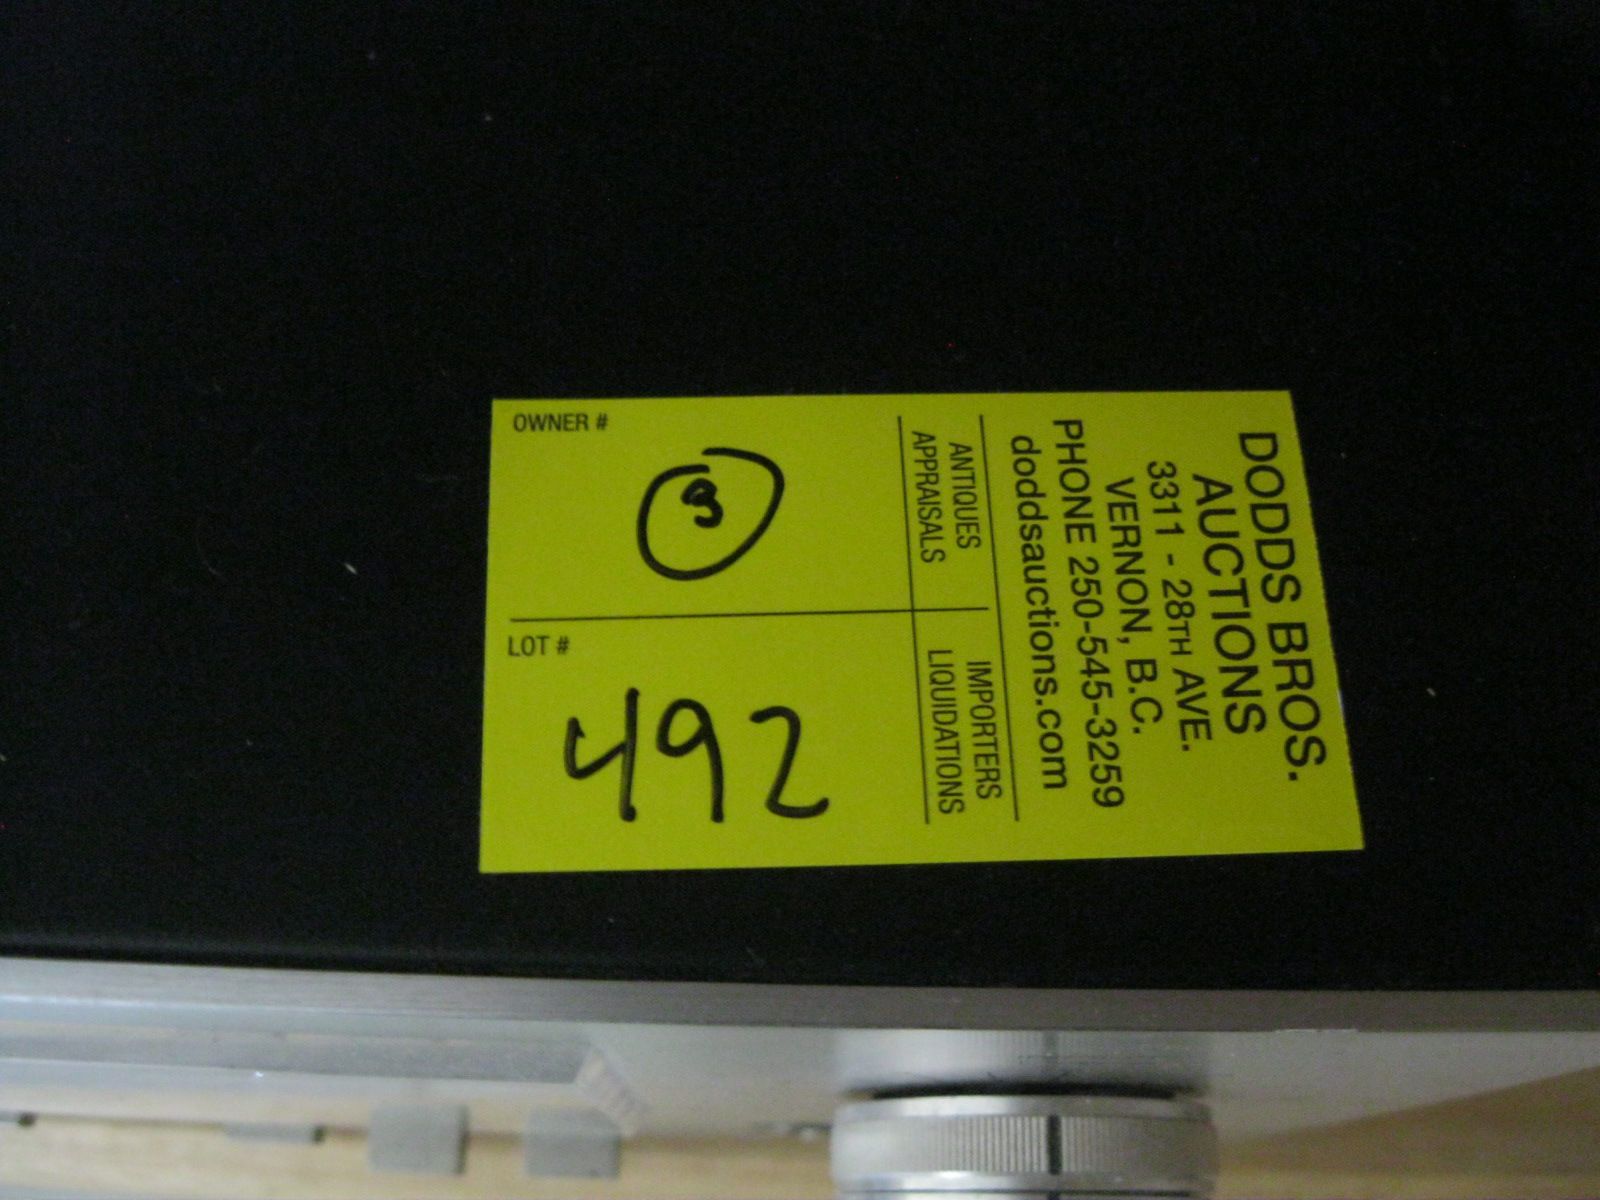 DODDS BROS.
AUCTIONS
3311 - 28TH AVE.
VERNON, B.C.
PHONE 250-545-3259
doddsauctions.com
ANTIQUES
APPRAISALS
IMPORTERS
LIQUIDATIONS
OWNER #
LOT #
492